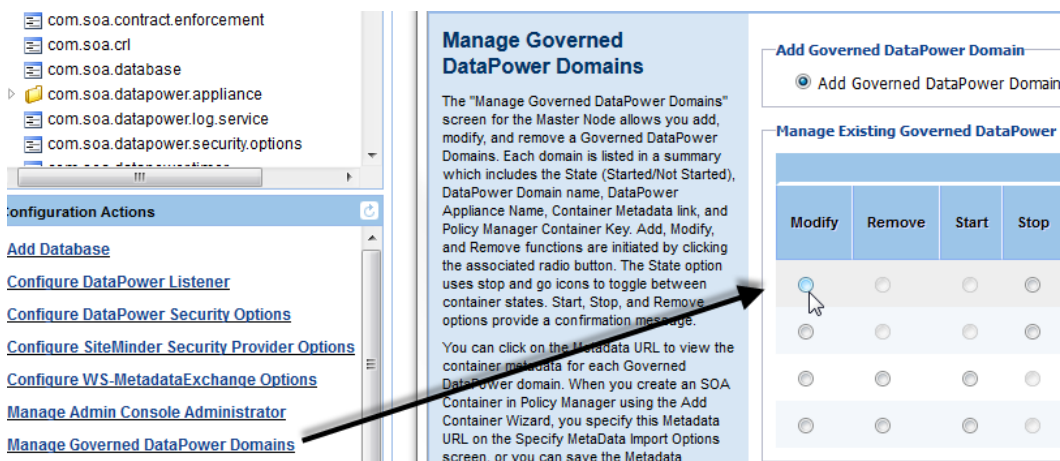 com.soa.contract.enforcement
com.soa.crl
com.soa.database
com.soa.datapower.appliance
com.soa.datapower.log.service
com.soa.datapower.security.options
onfiguration Actions
Add Database
Configure DataPower Listener
Configure DataPower Security Options
Configure SiteMinder Security Provider Options
Configure WS-MetadataExchange Options
Manage Admin Console Administrator
Manage Governed DataPower Domains
Manage Governed
DataPower Domains
The "Manage Governed DataPower Domains"
screen for the Master Node allows you add,
modify, and remove a Governed DataPower
Domains. Each domain is listed in a summary
which includes the State (Started/Not Started),
DataPower Domain name, DataPower
Appliance Name, Container Metadata link, and
Policy Manager Container Key. Add, Modify,
and Remove functions are initiated by clicking
the associated radio button. The State option
uses stop and go icons to toggle between
container states. Start, Stop, and Remove
options provide a confirmation message.
You can click on the Metadata URL to view the
container metadata for each Governed
DataPower domain. When you create an SOA
Container in Policy Manager using the Add
Container Wizard, you specify this Metadata
URL on the Specify MetaData Import Options
screen, or you can save the Metadata
Add Governed DataPower Domain
Add Governed DataPower Domain
Manage Existing Governed DataPower
Modify Remove Start Stop